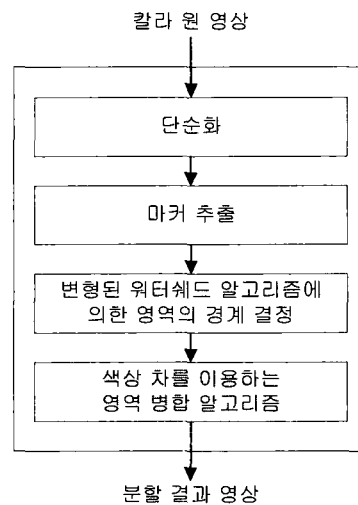 칼라 원 영상
단순화
마커 추출
변형된 워터쉐드 알고리즘에
의한 영역의 경계 결정
색상 차를 이용하는
영역 병합 알고리즘
분할 결과 영상